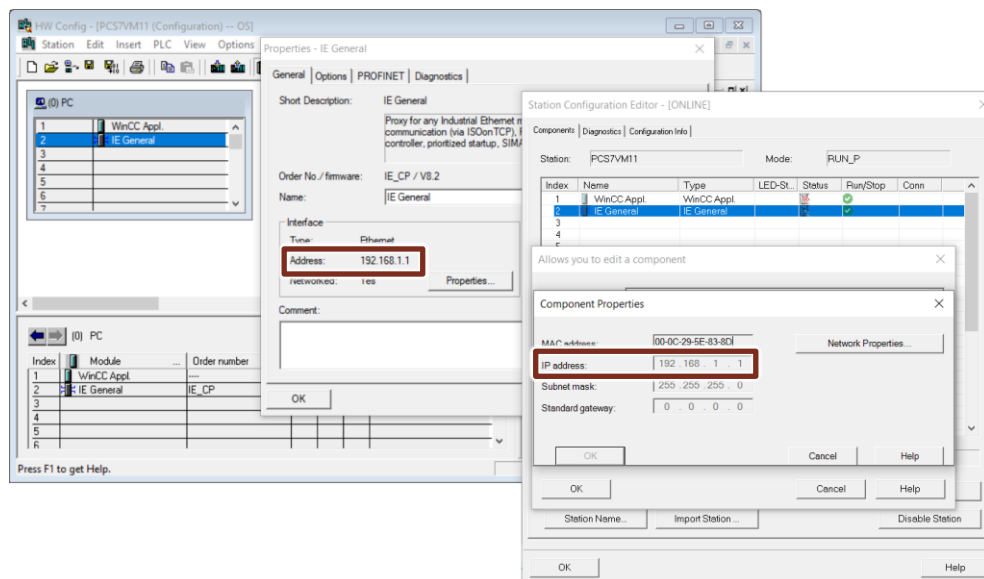 HW Config - [PCS7VM11 (Configuration) -- OS]
Station Edit Insert PLC View Options
(0) PC
1 WinCC Appl.
2 IE General
3
4
5
6
7
(0) PC
Index Module ... Order number
1 WinCC Appl. ----
2 IE General IE_CP
3
4
5
6
Press F1 to get Help.
Properties - IE General
General Options PROFINET Diagnostics
Short Description: IE General
Proxy for any Industrial Ethernet
communication (via ISOonTCP),
controller, prioritized startup,
Order No./ firmware: IE_CP / V8.2
Name: IE General
Interface
Type: Ethernet
Address: 192.168.1.1
Networked: Yes Properties...
Comment:
OK
Station Configuration Editor - [ONLINE]
Components Diagnostics Configuration Info
Station: PCS7VM11 Mode: RUN_P
Index Name Type LED-St... Status Run/Stop Conn
1 WinCC Appl. WinCC Appl.
2 IE General IE General
3
4
Allows you to edit a component
Component Properties
MAC address: 00-0C-29-5E-83-8D Network Properties...
IP address: 192 . 168 . 1 . 1
Subnet mask: 255 . 255 . 255 . 0
Standard gateway: 0 . 0 . 0 . 0
OK Cancel Help
OK Cancel Help
Station Name... Import Station ... Disable Station
OK Help